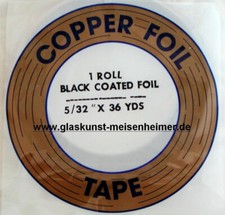 COPPER FOIL
1 ROLL
BLACK COATED FOIL
5/32" X 36 YDS
www.glaskunst-meisenheimer.de
TAPE